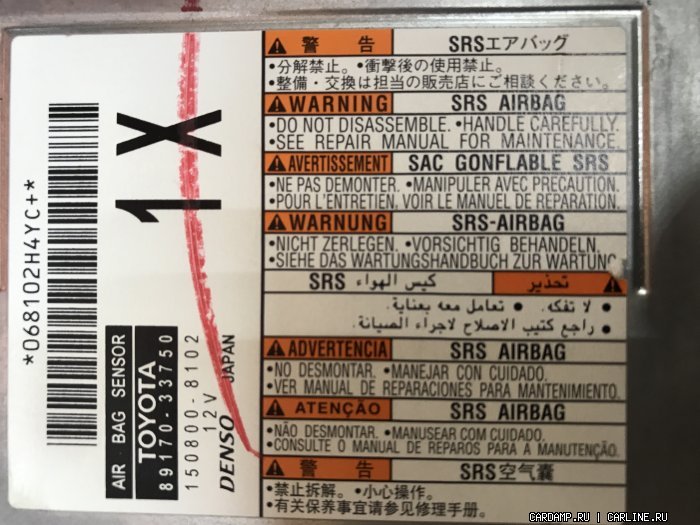 *068102H4YC+*
1X
AIR BAG SENSOR
TOYOTA
89170-33750
150800-8102
12V
DENSO JAPAN
警 告 SRSエアバッグ
•分解禁止。•衝撃後の使用禁止。
•整備・交換は担当の販売店にご相談ください。
WARNING SRS AIRBAG
•DO NOT DISASSEMBLE. •HANDLE CAREFULLY.
•SEE REPAIR MANUAL FOR MAINTENANCE.
AVERTISSEMENT SAC GONFLABLE SRS
•NE PAS DEMONTER. •MANIPULER AVEC PRECAUTION.
•POUR L'ENTRETIEN. VOIR LE MANUEL DE REPARATION.
WARNUNG SRS-AIRBAG
•NICHT ZERLEGEN. •VORSICHTIG BEHANDELN.
•SIEHE DAS WARTUNGSHANDBUCH ZUR WARTUNG
تحذير كيس الهواء SRS
• لا تفكه. • تعامل معه بعناية.
• راجع كتيب الاصلاح لاجراء الصيانة.
ADVERTENCIA SRS AIRBAG
•NO DESMONTAR. •MANEJAR CON CUIDADO.
•VER MANUAL DE REPARACIONES PARA MANTENIMIENTO.
ATENÇÃO SRS AIRBAG
•NÃO DESMONTAR. •MANUSEAR COM CUIDADO.
•CONSULTE O MANUAL DE REPAROS PARA A MANUTENÇÃO.
警 告 SRS空气囊
•禁止拆解。•小心操作。
•有关保养事宜请参见修理手册。
CARDAMP.RU | CARLINE.RU